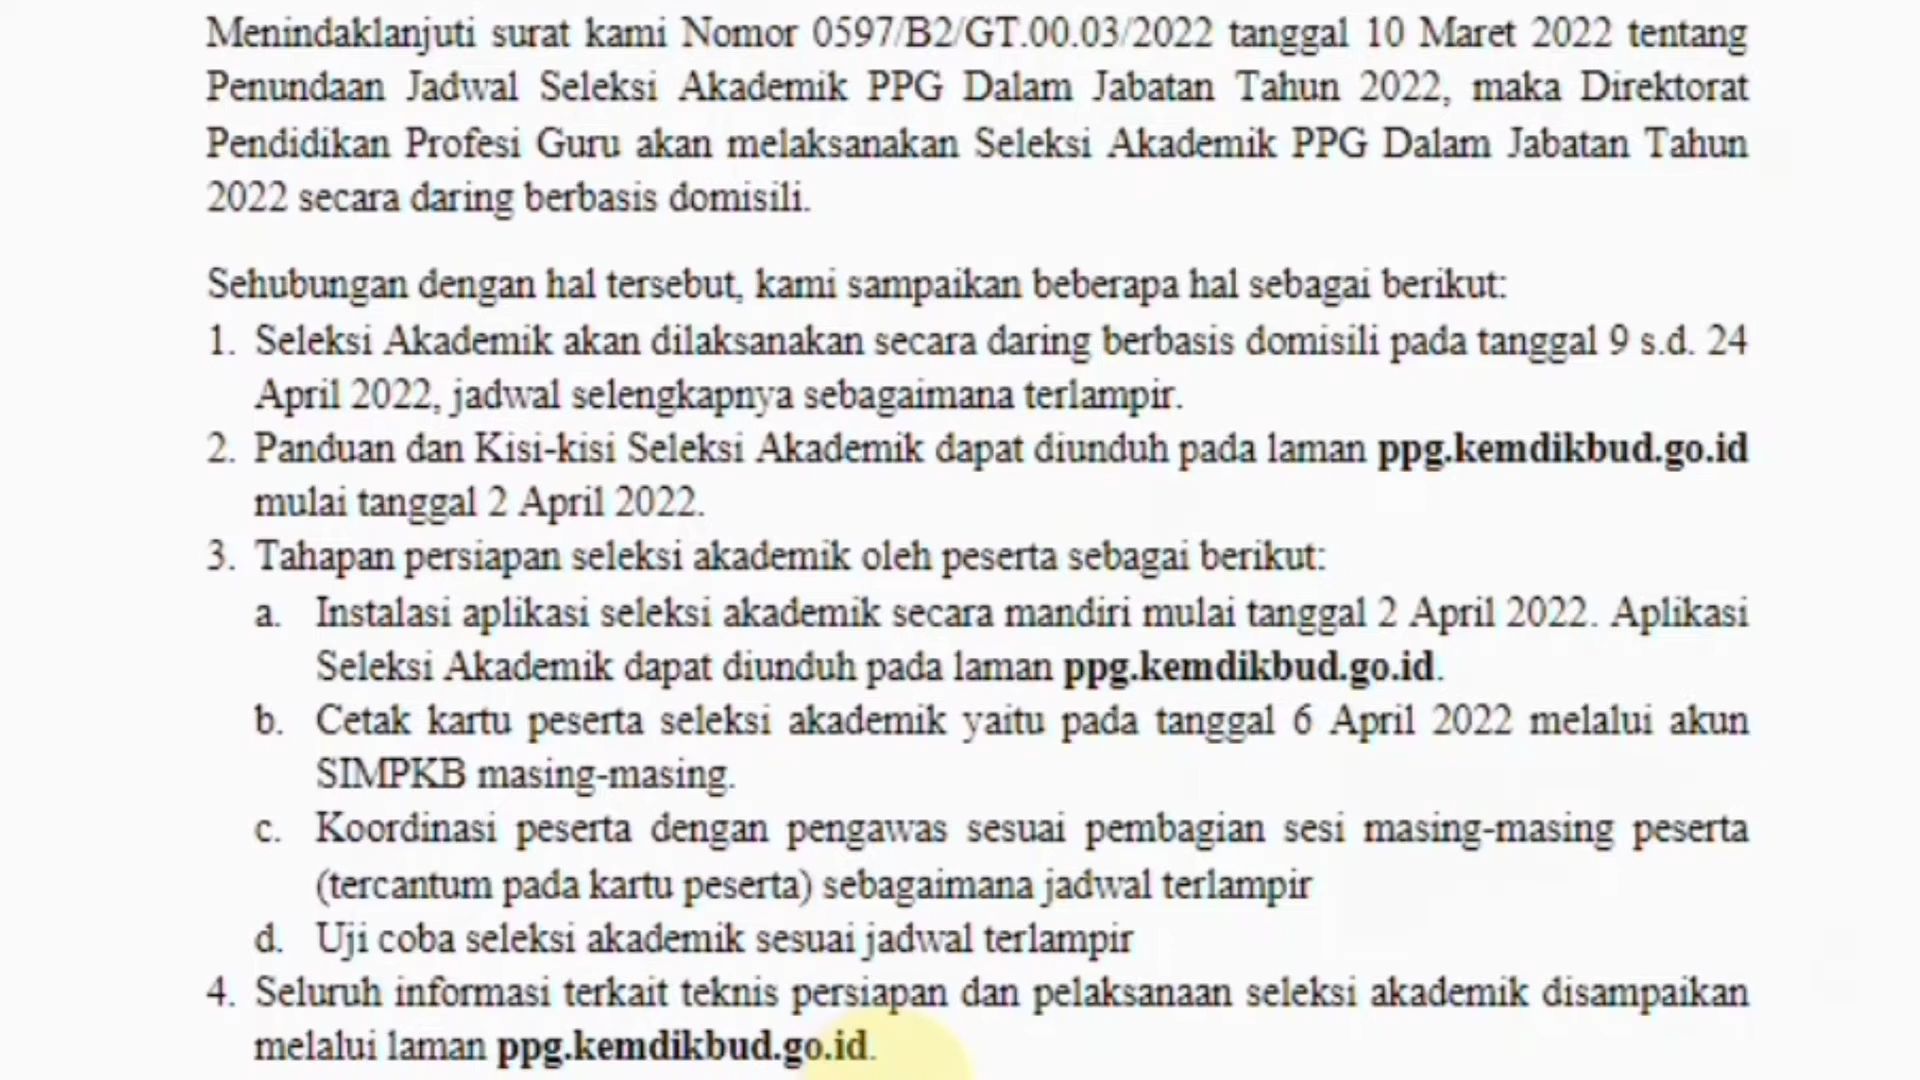 Menindaklanjuti surat kami Nomor 0597/B2/GT.00.03/2022 tanggal 10 Maret 2022 tentang
Penundaan Jadwal Seleksi Akademik PPG Dalam Jabatan Tahun 2022, maka Direktorat
Pendidikan Profesi Guru akan melaksanakan Seleksi Akademik PPG Dalam Jabatan Tahun
2022 secara daring berbasis domisili.
Sehubungan dengan hal tersebut, kami sampaikan beberapa hal sebagai berikut:
1. Seleksi Akademik akan dilaksanakan secara daring berbasis domisili pada tanggal 9 s.d. 24
April 2022, jadwal selengkapnya sebagaimana terlampir.
2. Panduan dan Kisi-kisi Seleksi Akademik dapat diunduh pada laman ppg.kemdikbud.go.id
mulai tanggal 2 April 2022.
3. Tahapan persiapan seleksi akademik oleh peserta sebagai berikut:
a. Instalasi aplikasi seleksi akademik secara mandiri mulai tanggal 2 April 2022. Aplikasi
Seleksi Akademik dapat diunduh pada laman ppg.kemdikbud.go.id.
b. Cetak kartu peserta seleksi akademik yaitu pada tanggal 6 April 2022 melalui akun
SIMPKB masing-masing.
c. Koordinasi peserta dengan pengawas sesuai pembagian sesi masing-masing peserta
(tercantum pada kartu peserta) sebagaimana jadwal terlampir
d. Uji coba seleksi akademik sesuai jadwal terlampir
4. Seluruh informasi terkait teknis persiapan dan pelaksanaan seleksi akademik disampaikan
melalui laman ppg.kemdikbud.go.id.